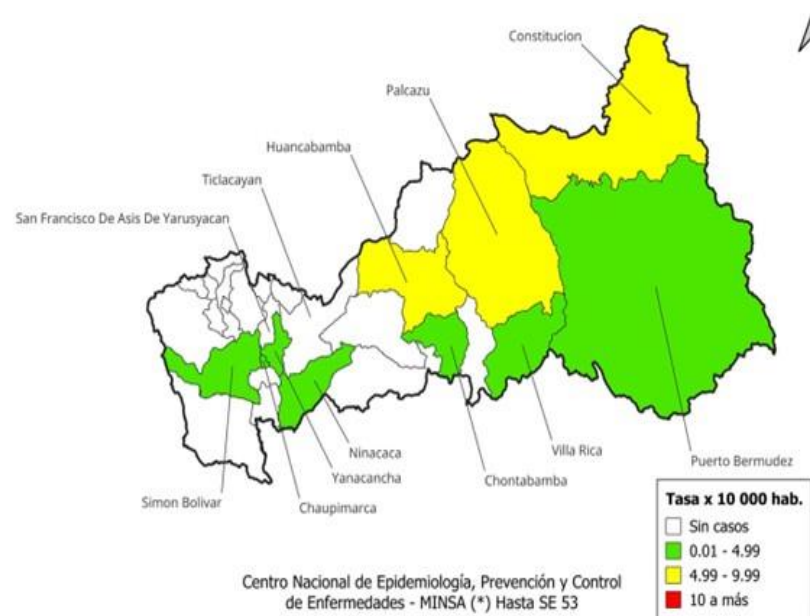 Constitucion
Palcazu
Huancabamba
Ticlacayan
San Francisco De Asis De Yarusyacan
Ninacaca
Villa Rica
Puerto Bermudez
Yanacancha
Chontabamba
Simon Bolivar
Chaupimarca
Tasa x 10 000 hab.
Sin casos
0.01 - 4.99
4.99 - 9.99
10 a más
Centro Nacional de Epidemiología, Prevención y Control
de Enfermedades - MINSA (*) Hasta SE 53